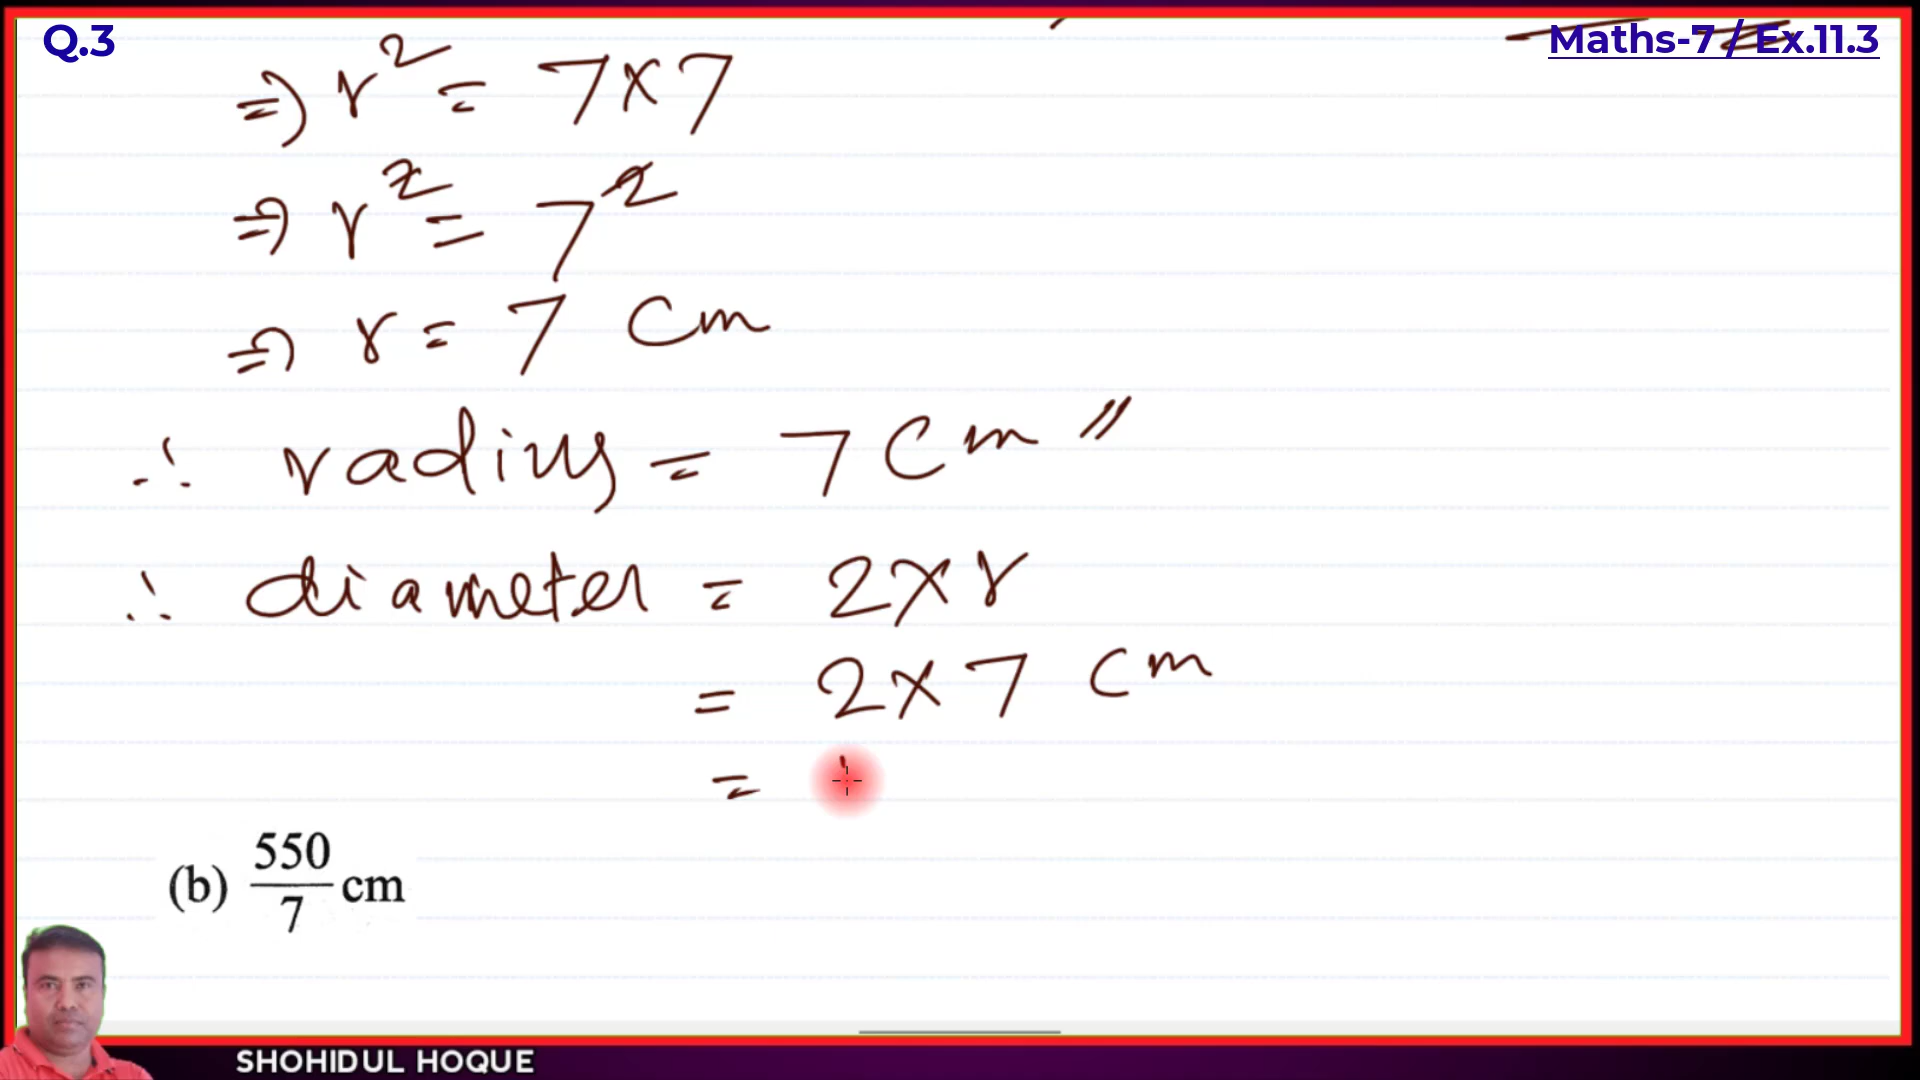 Q.3
Maths-7 / Ex.11.3
⇒ r² = 7×7
⇒ r² = 7²
⇒ r = 7 cm
∴ radius = 7 cm //
∴ diameter = 2×r
= 2×7 cm
=
(b) 550/7 cm
SHOHIDUL HOQUE